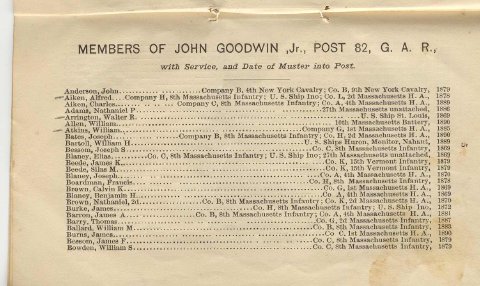 MEMBERS OF JOHN GOODWIN ,Jr., POST 82, G. A. R.,
with Service, and Date of Muster into Post.
Anderson, John Company B, 4th New York Cavalry; Co. B, 9th New York Cavalry, 1879
Aiken, Alfred Company H, 8th Massachusetts Infantry; U. S. Ship Ino; Co. L, 2d Massachusetts H. A., 1878
Aiken, Charles Company C, 8th Massachusetts Infantry; Co. A, 4th Massachusetts H. A., 1880
Adams, Nathaniel P 27th Massachusetts unattached, 1886
Arrington, Walter R U. S. Ship St. Louis, 1869
Allen, William 16th Massachusetts Battery, 1890
Atkins, William Company G, 1st Massachusetts H. A., 1885
Bates, Joseph Company B, 8th Massachusetts Infantry; Co. H, 2d Massachusetts H. A., 1890
Bartoll, William H U. S. Ships Huron, Monitor, Nahant, 1889
Bessom, Joseph S Co. C, 8th Massachusetts Infantry, 1879
Blaney, Elias Co. C, 8th Massachusetts Infantry; U. S. Ship Ino; 27th Massachusetts unattached, 1889
Beede, James K Co. K, 15th Vermont Infantry, 1879
Beede, Silas M Co. K, 15th Vermont Infantry, 1879
Blaney, Joseph Co. A, 4th Massachusetts H. A., 1870
Boardman, Francis Co. B, 23d Massachusetts Infantry, 1878
Brown, Calvin K Co. G, 1st Massachusetts H. A., 1869
Blaney, Benjamin H Co. A, 4th Massachusetts H. A., 1869
Brown, Nathaniel, 2d Co. B, 8th Massachusetts Infantry; Co. K, 2d Massachusetts H. A., 1870
Burke, James Co. H, 8th Massachusetts Infantry; U. S. Ship Ino, 1872
Barron, James A Co. B, 8th Massachusetts Infantry; Co. A, 4th Massachusetts H. A., 1881
Barry, Thomas Co. G, 1st Massachusetts Infantry, 1887
Ballard, William M Co. B, 8th Massachusetts Infantry, 1883
Burns, James Co. C, 1st Massachusetts H. A., 1890
Bessom, James F Co. C, 8th Massachusetts Infantry, 1879
Bowden, William S Co. C, 8th Massachusetts Infantry, 1879